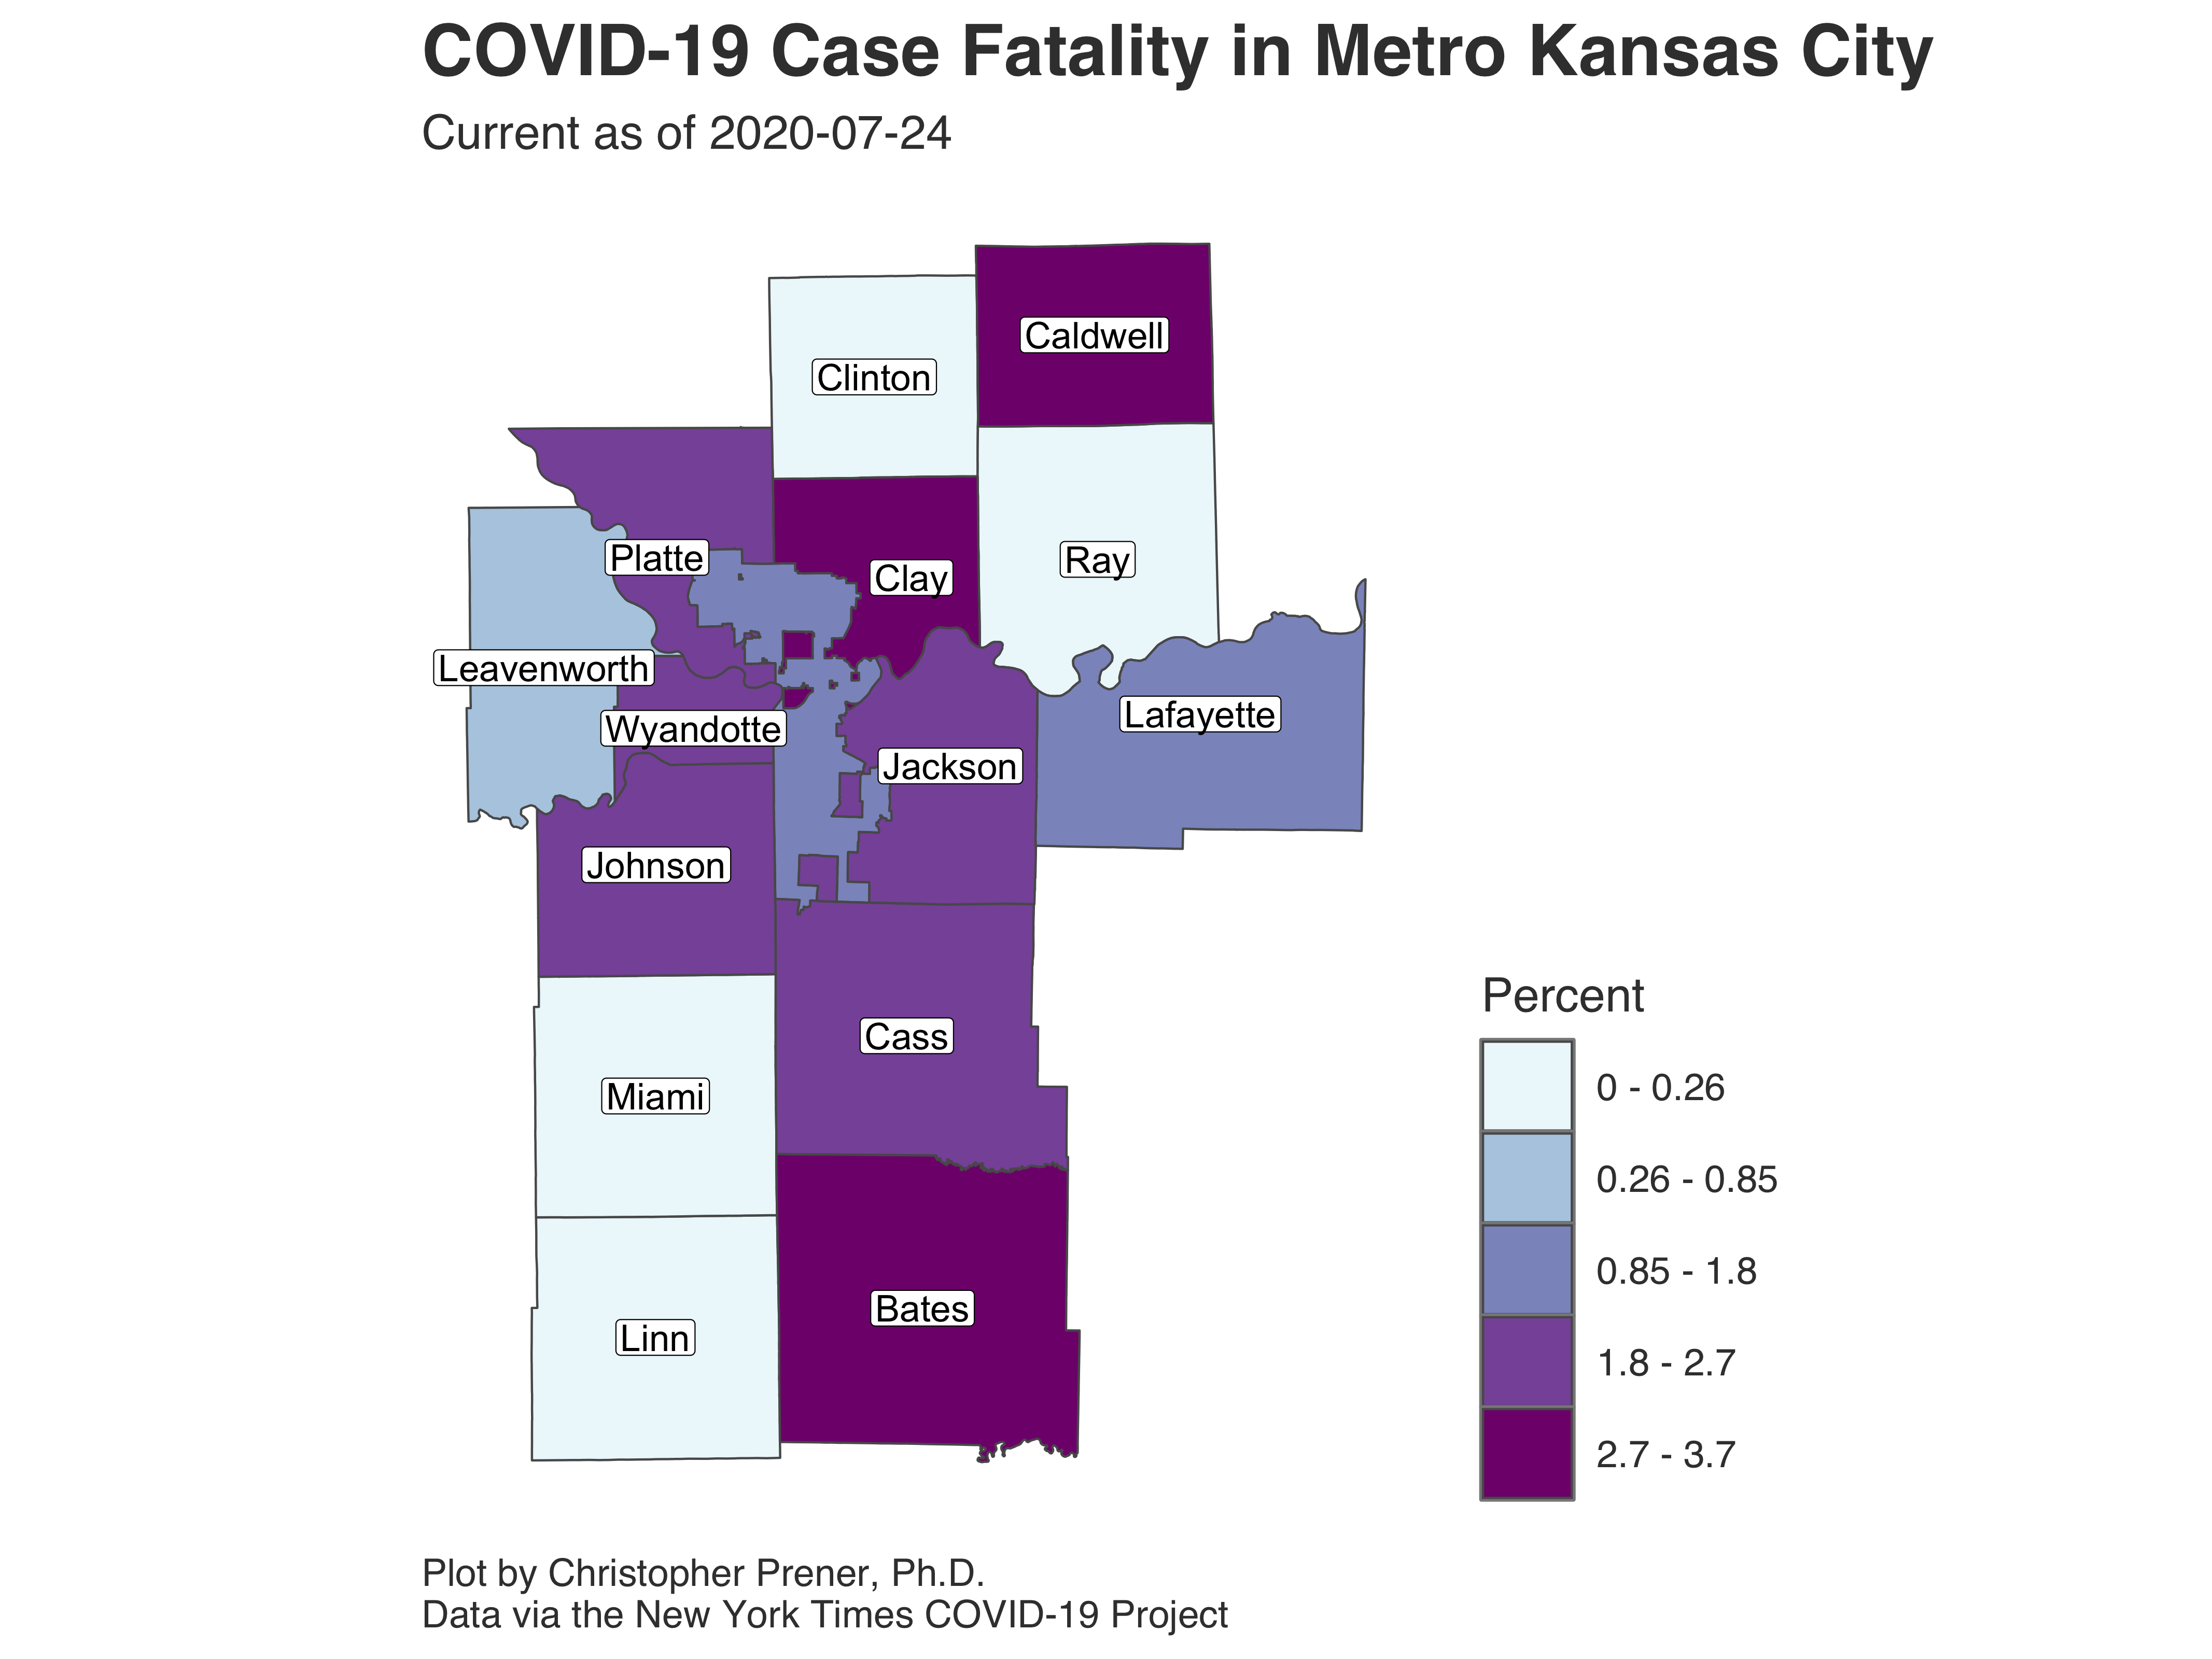 COVID-19 Case Fatality in Metro Kansas City
Current as of 2020-07-24
Caldwell
Clinton
Platte
Clay
Ray
Leavenworth
Wyandotte
Lafayette
Jackson
Johnson
Cass
Miami
Bates
Linn
Percent
0 - 0.26
0.26 - 0.85
0.85 - 1.8
1.8 - 2.7
2.7 - 3.7
Plot by Christopher Prener, Ph.D.
Data via the New York Times COVID-19 Project